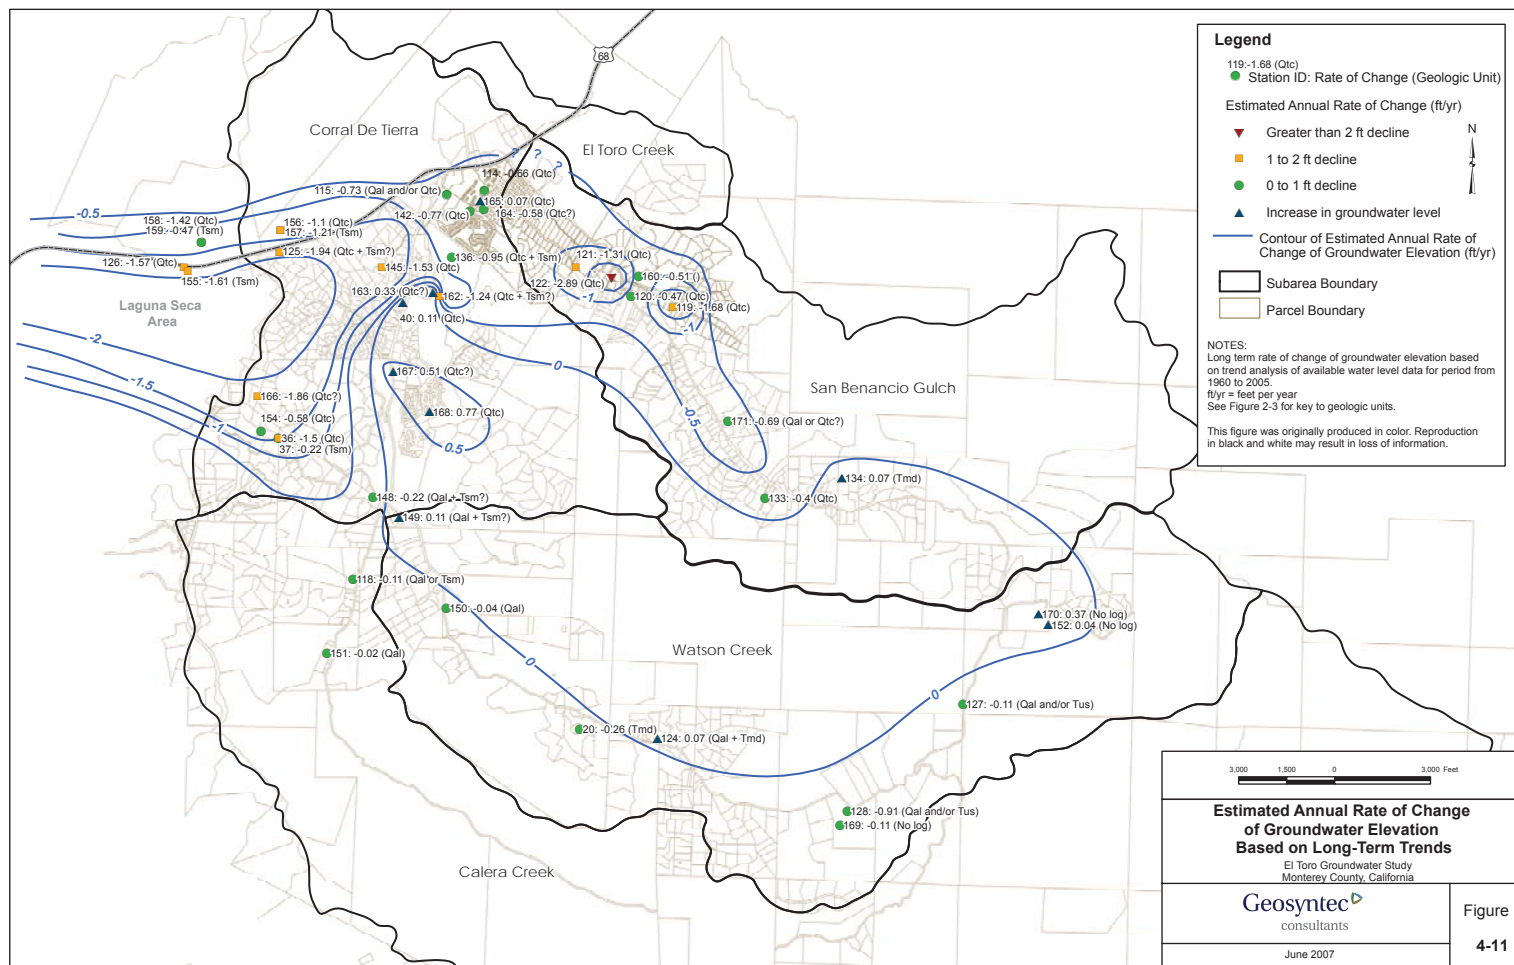 68
Corral De Tierra
El Toro Creek
?
?
?
114: -0.66 (Qtc)
115: -0.73 (Qal and/or Qtc)
165: 0.07 (Qtc)
142: -0.77 (Qtc)
164: -0.58 (Qtc?)
-0.5
158: -1.42 (Qtc)
159: -0.47 (Tsm)
156: -1.1 (Qtc)
157: -1.21 (Tsm)
125: -1.94 (Qtc + Tsm?)
126: -1.57 (Qtc)
155: -1.61 (Tsm)
136: -0.95 (Qtc + Tsm)
145: -1.53 (Qtc)
121: -1.31 (Qtc)
122: -2.89 (Qtc)
-1
160: -0.51 ()
120: -0.47 (Qtc)
119: -1.68 (Qtc)
-1
163: 0.33 (Qtc?)
162: -1.24 (Qtc + Tsm?)
40: 0.11 (Qtc)
Laguna Seca
Area
-2
-1.5
-1
0
167: 0.51 (Qtc?)
168: 0.77 (Qtc)
0.5
166: -1.86 (Qtc?)
154: -0.58 (Qtc)
36: -1.5 (Qtc)
37: -0.22 (Tsm)
San Benancio Gulch
-0.5
171: -0.69 (Qal or Qtc?)
134: 0.07 (Tmd)
133: -0.4 (Qtc)
148: -0.22 (Qal + Tsm?)
149: 0.11 (Qal + Tsm?)
118: -0.11 (Qal or Tsm)
150: -0.04 (Qal)
151: -0.02 (Qal)
170: 0.37 (No log)
152: 0.04 (No log)
Watson Creek
0
0
127: -0.11 (Qal and/or Tus)
20: -0.26 (Tmd)
124: 0.07 (Qal + Tmd)
128: -0.91 (Qal and/or Tus)
169: -0.11 (No log)
Calera Creek
Legend
119:-1.68 (Qtc)
Station ID: Rate of Change (Geologic Unit)
Estimated Annual Rate of Change (ft/yr)
Greater than 2 ft decline
1 to 2 ft decline
0 to 1 ft decline
Increase in groundwater level
N
Contour of Estimated Annual Rate of
Change of Groundwater Elevation (ft/yr)
Subarea Boundary
Parcel Boundary
NOTES:
Long term rate of change of groundwater elevation based
on trend analysis of available water level data for period from
1960 to 2005.
ft/yr = feet per year
See Figure 2-3 for key to geologic units.
This figure was originally produced in color. Reproduction
in black and white may result in loss of information.
3,000 1,500 0 3,000 Feet
Estimated Annual Rate of Change
of Groundwater Elevation
Based on Long-Term Trends
El Toro Groundwater Study
Monterey County, California
Geosyntec
consultants
June 2007
Figure
4-11